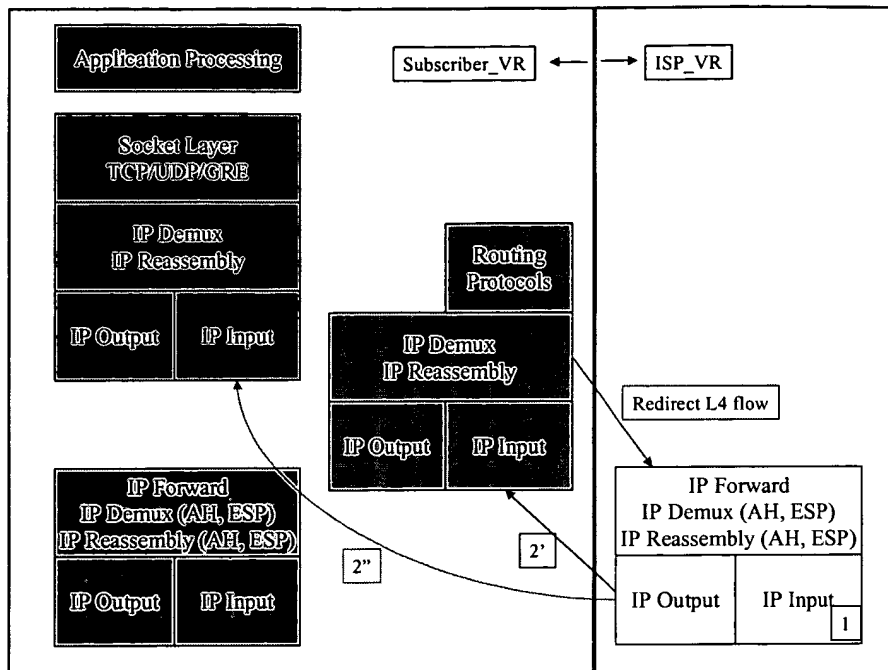 Application Processing
Subscriber_VR
ISP_VR
Socket Layer
TCP/UDP/GRE
IP Demux
IP Reassembly
IP Output
IP Input
Routing
Protocols
IP Demux
IP Reassembly
IP Output
IP Input
Redirect L4 flow
IP Forward
IP Demux (AH, ESP)
IP Reassembly (AH, ESP)
IP Output
IP Input
2"
2'
IP Forward
IP Demux (AH, ESP)
IP Reassembly (AH, ESP)
IP Output
IP Input
1